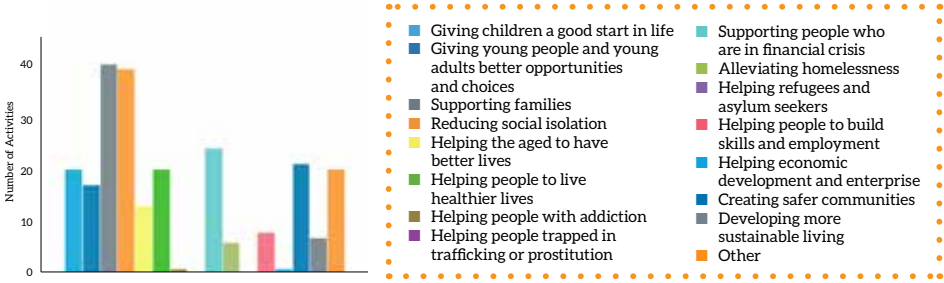 Number of Activities
40
30
20
10
0
Giving children a good start in life
Giving young people and young
adults better opportunities
and choices
Supporting families
Reducing social isolation
Helping the aged to have
better lives
Helping people to live
healthier lives
Helping people with addiction
Helping people trapped in
trafficking or prostitution
Supporting people who
are in financial crisis
Alleviating homelessness
Helping refugees and
asylum seekers
Helping people to build
skills and employment
Helping economic
development and enterprise
Creating safer communities
Developing more
sustainable living
Other